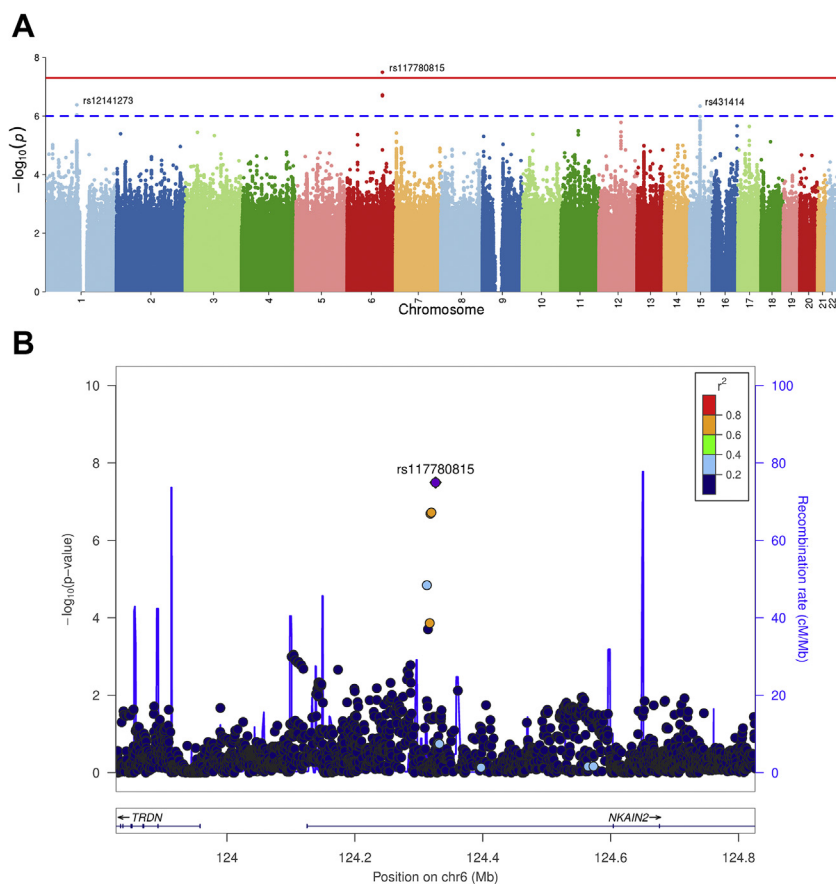 A
8
rs117780815
rs12141273
rs431414
6
4
2
0
−log10(p)
1 2 3 4 5 6 7 8 9 10 11 12 13 14 15 16 17 18 19 20 21 22
Chromosome
B
10 100
r2
0.8
0.6
0.4
0.2
rs117780815
8 80
6 60
4 40
2 20
0 0
−log10(p−value)
Recombination rate (cM/Mb)
←TRDN NKAIN2→
124 124.2 124.4 124.6 124.8
Position on chr6 (Mb)